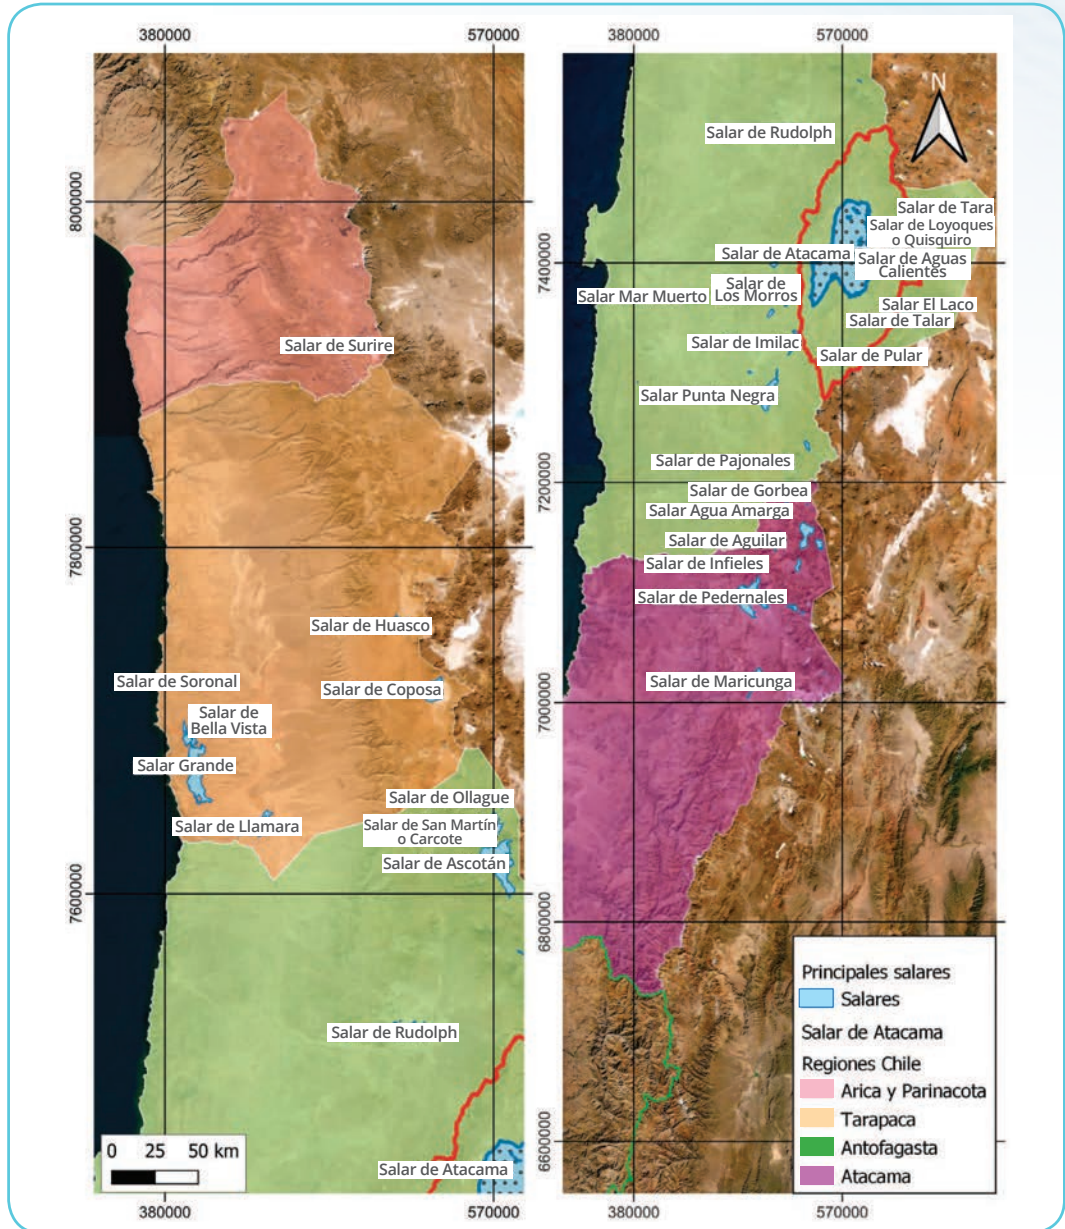 380000
570000
380000
570000
N
8000000
7800000
7600000
Salar de Surire
Salar de Huasco
Salar de Soronal
Salar de Coposa
Salar de
Bella Vista
Salar Grande
Salar de Ollague
Salar de Llamara
Salar de San Martín
o Carcote
Salar de Ascotán
Salar de Rudolph
Salar de Atacama
0 25 50 km
380000
570000
7400000
7200000
7000000
6800000
6600000
Salar de Rudolph
Salar de Tara
Salar de Loyoques
o Quisquiro
Salar de Atacama
Salar de Aguas
Calientes
Salar de
Los Morros
Salar Mar Muerto
Salar El Laco
Salar de Talar
Salar de Imilac
Salar de Pular
Salar Punta Negra
Salar de Pajonales
Salar de Gorbea
Salar Agua Amarga
Salar de Aguilar
Salar de Infieles
Salar de Pedernales
Salar de Maricunga
Principales salares
Salares
Salar de Atacama
Regiones Chile
Arica y Parinacota
Tarapaca
Antofagasta
Atacama
380000
570000